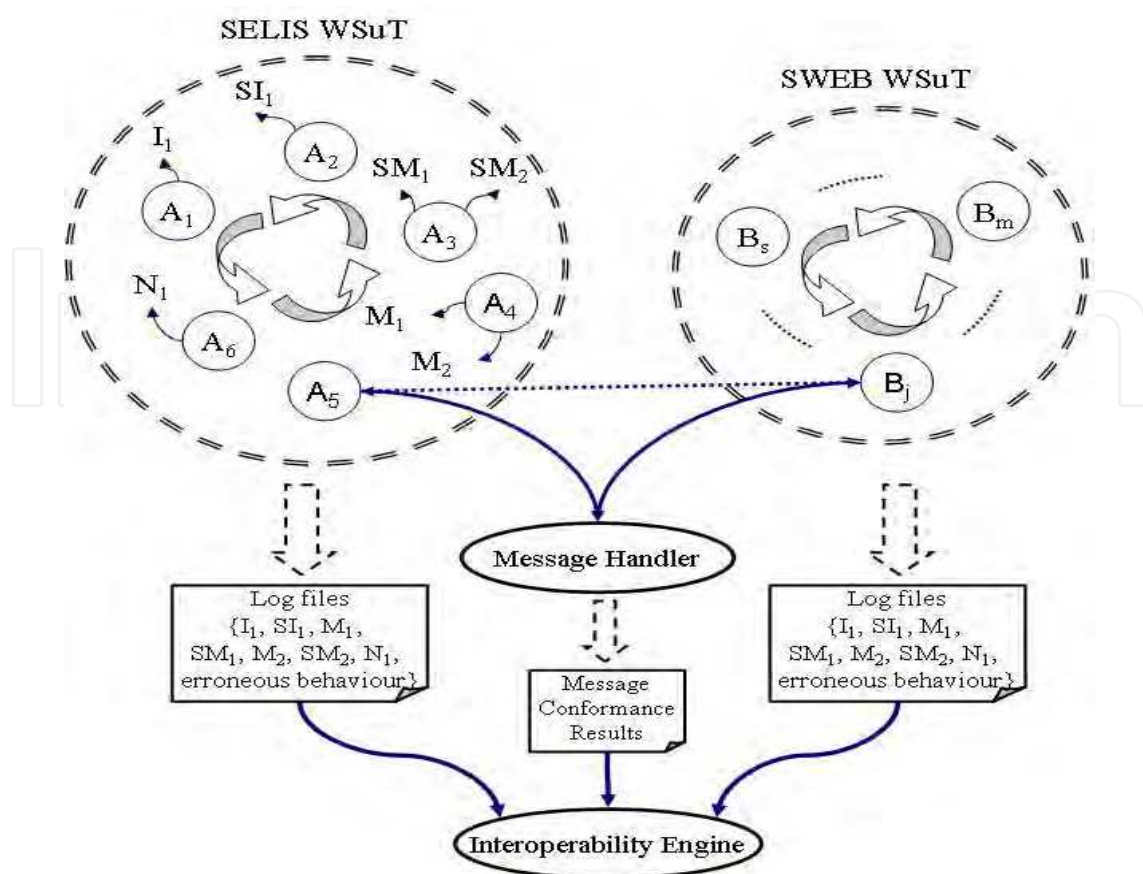 SELIS WSuT
SWEB WSuT
SI₁
I₁
A₂
SM₁
SM₂
A₁
A₃
Bₛ
Bₘ
N₁
M₁
A₄
A₆
M₂
A₅
Bⱼ
Message Handler
Log files
{I₁, SI₁, M₁,
SM₁, M₂, SM₂, N₁,
erroneous behaviour}
Message
Conformance
Results
Log files
{I₁, SI₁, M₁,
SM₁, M₂, SM₂, N₁,
erroneous behaviour}
Interoperability Engine